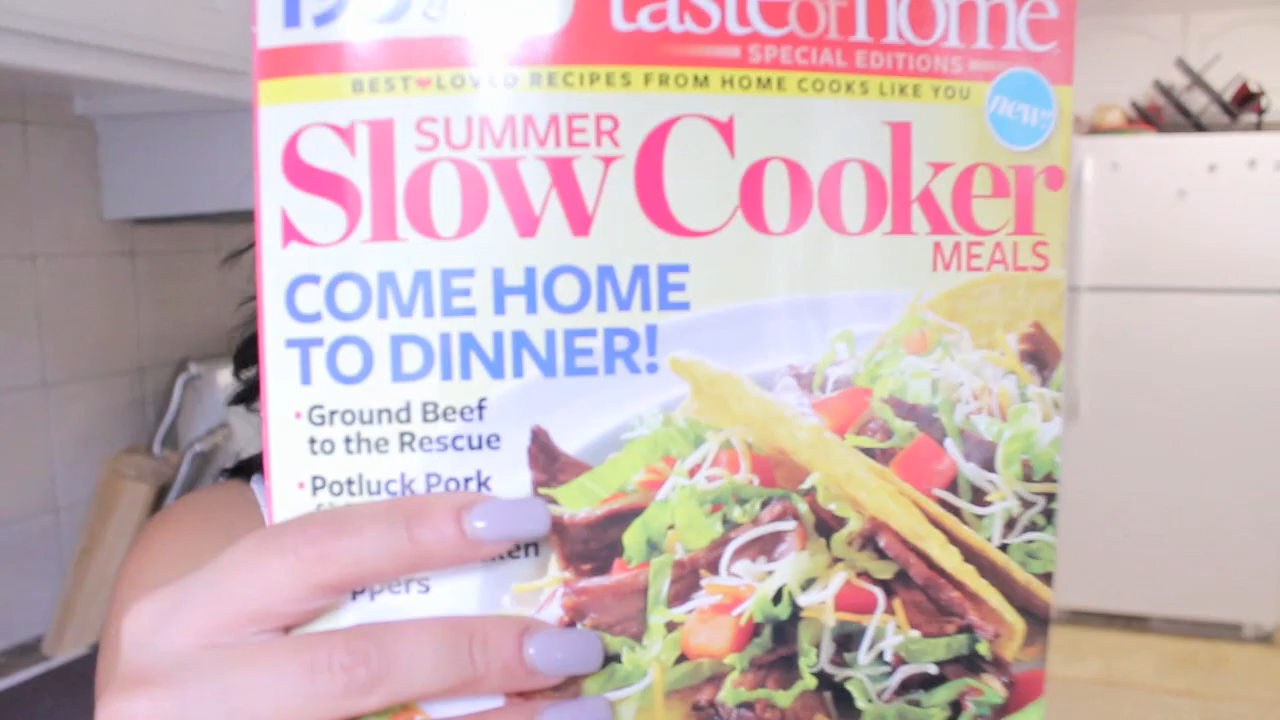 taste of home
SPECIAL EDITIONS
BEST LOVED RECIPES FROM HOME COOKS LIKE YOU
new!
SUMMER
Slow Cooker
MEALS
COME HOME
TO DINNER!
• Ground Beef
to the Rescue
• Potluck Pork